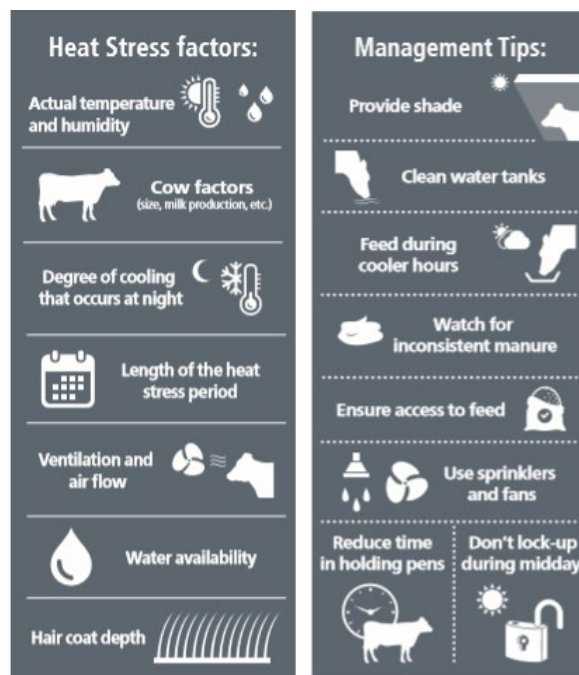 Heat Stress factors:
Actual temperature
and humidity
Cow factors
(size, milk production, etc.)
Degree of cooling
that occurs at night
Length of the heat
stress period
Ventilation and
air flow
Water availability
Hair coat depth
Management Tips:
Provide shade
Clean water tanks
Feed during
cooler hours
Watch for
inconsistent manure
Ensure access to feed
Use sprinklers
and fans
Reduce time
in holding pens
Don't lock-up
during midday